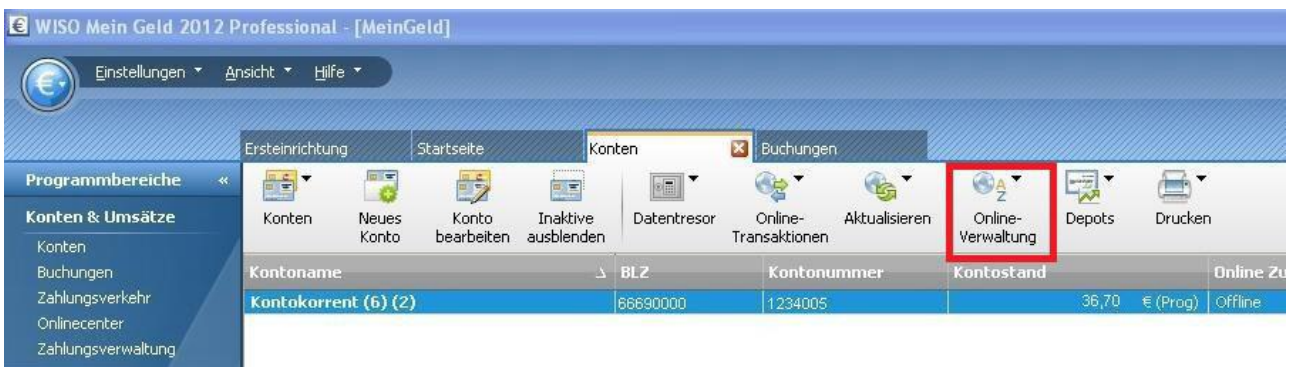 WISO Mein Geld 2012 Professional - [MeinGeld]
Einstellungen Ansicht Hilfe
Ersteinrichtung Startseite Konten Buchungen
Programmbereiche «
Konten & Umsätze
Konten
Buchungen
Zahlungsverkehr
Onlinecenter
Zahlungsverwaltung
Konten Neues Konto Konto bearbeiten Inaktive ausblenden Datentresor Online-Transaktionen Aktualisieren Online-Verwaltung Depots Drucken
Kontoname BLZ Kontonummer Kontostand Online Zu
Kontokorrent (6) (2) 66690000 1234005 36,70 € (Prog) Offline